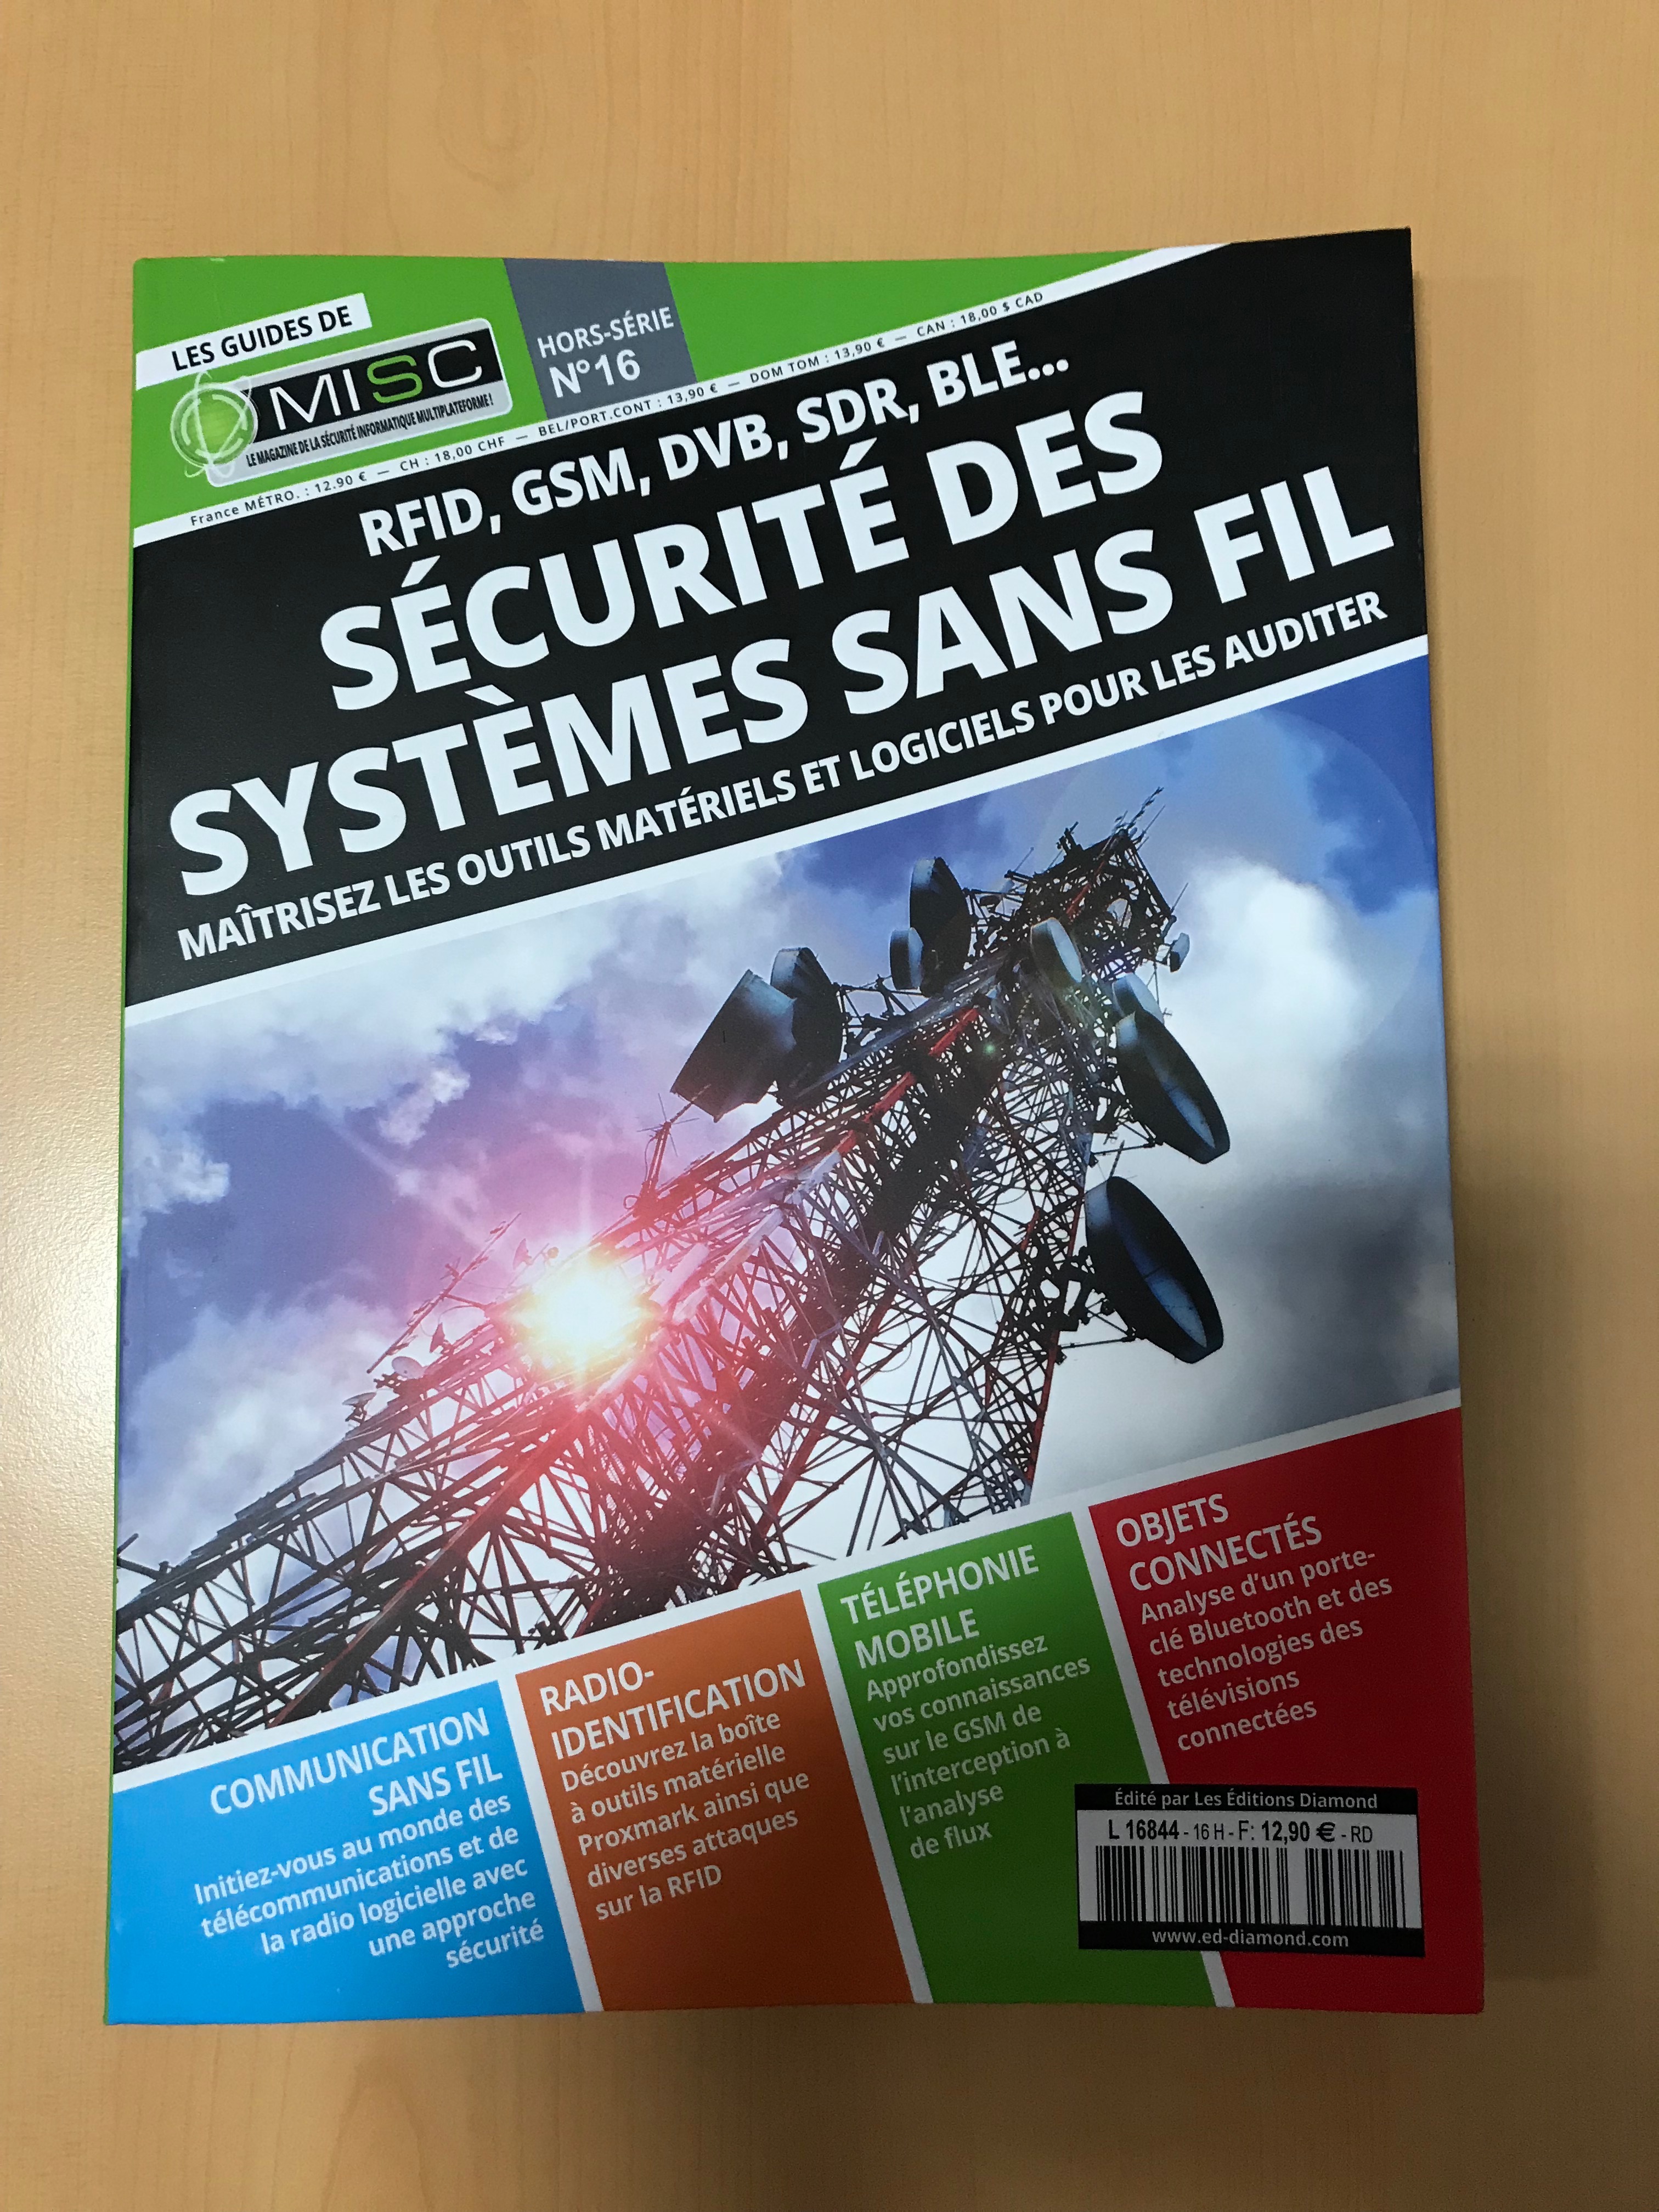 LES GUIDES DE
MISC
LE MAGAZINE DE LA SÉCURITÉ INFORMATIQUE MULTIPLATEFORME !
HORS-SÉRIE
N°16
France MÉTRO. : 12.90 € — CH : 18,00 CHF — BEL/PORT.CONT : 13,90 € — DOM TOM : 13,90 € — CAN : 18,00 $ CAD
RFID, GSM, DVB, SDR, BLE...
SÉCURITÉ DES
SYSTÈMES SANS FIL
MAÎTRISEZ LES OUTILS MATÉRIELS ET LOGICIELS POUR LES AUDITER
COMMUNICATION
SANS FIL
Initiez-vous au monde des
télécommunications et de
la radio logicielle avec
une approche
sécurité
RADIO-
IDENTIFICATION
Découvrez la boîte
à outils matérielle
Proxmark ainsi que
diverses attaques
sur la RFID
TÉLÉPHONIE
MOBILE
Approfondissez
vos connaissances
sur le GSM de
l'interception à
l'analyse
de flux
OBJETS
CONNECTÉS
Analyse d'un porte-
clé Bluetooth et des
technologies des
télévisions
connectées
Édité par Les Éditions Diamond
L 16844 - 16 H - F: 12,90 € - RD
www.ed-diamond.com